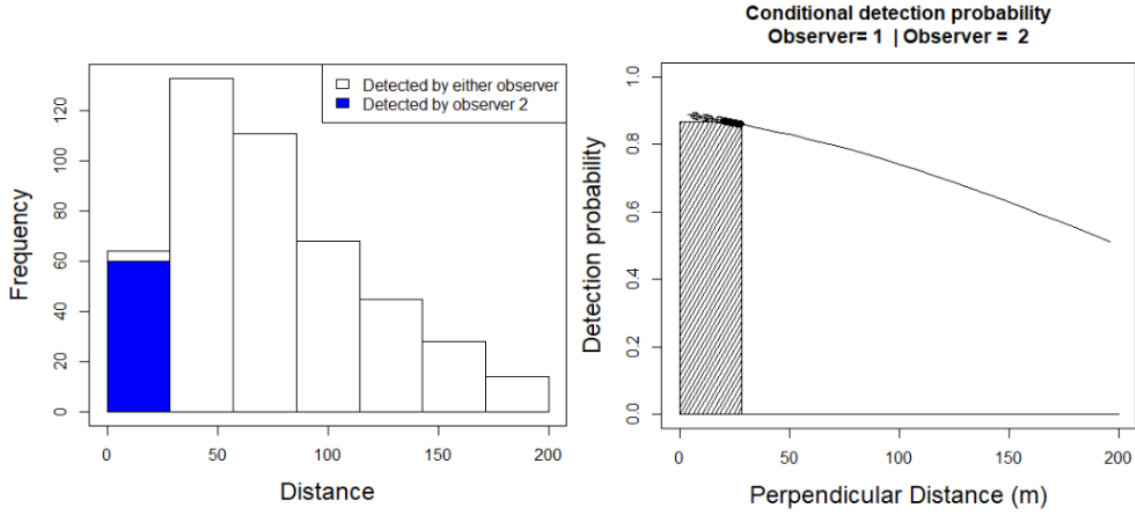 Detected by either observer
Detected by observer 2
Frequency
0 20 40 60 80 100 120
0 50 100 150 200
Distance
Conditional detection probability
Observer= 1 | Observer = 2
Detection probability
0.0 0.2 0.4 0.6 0.8 1.0
0 50 100 150 200
Perpendicular Distance (m)